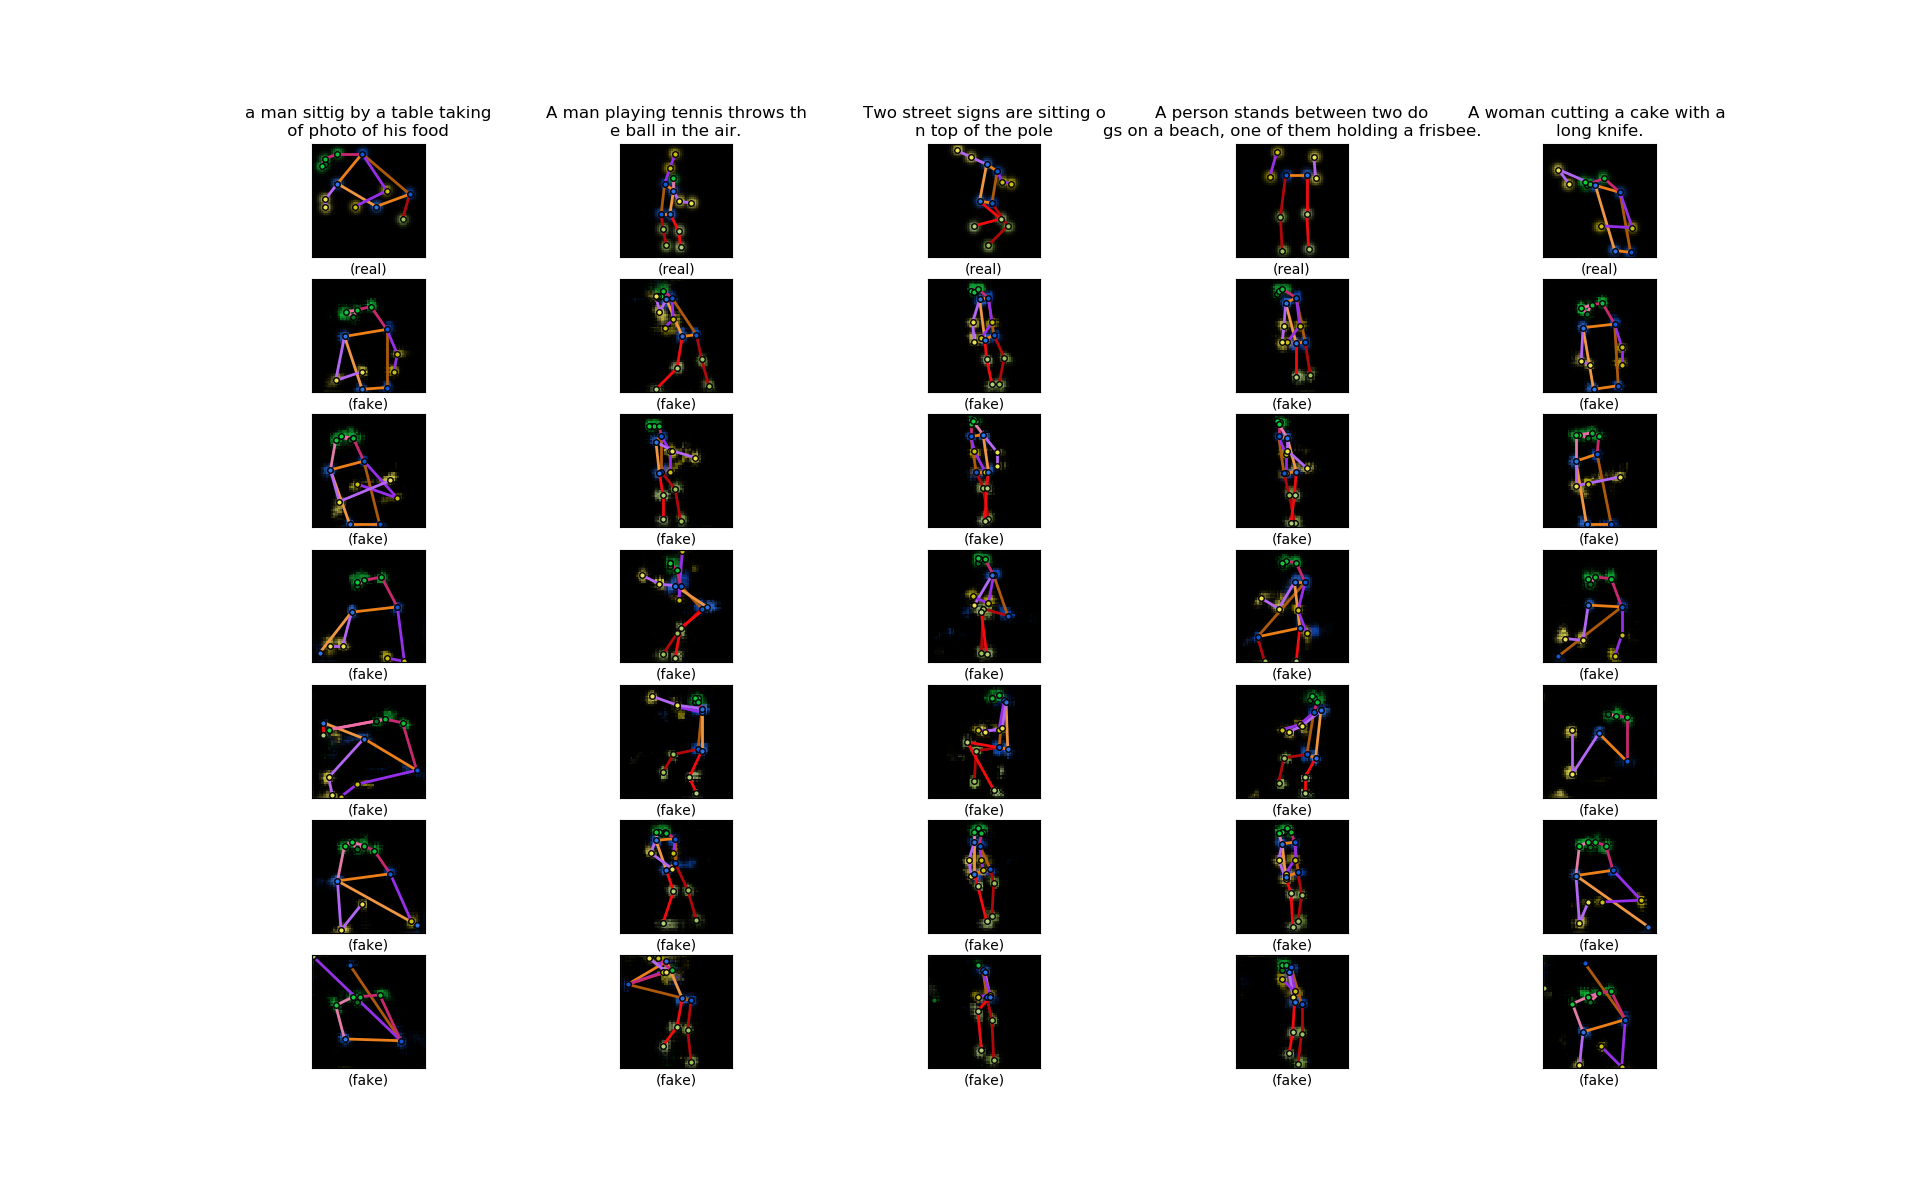 a man sittig by a table taking
of photo of his food
A man playing tennis throws th
e ball in the air.
Two street signs are sitting o
n top of the pole
A person stands between two do
gs on a beach, one of them holding a frisbee.
A woman cutting a cake with a
long knife.
(real) (real) (real) (real) (real)
(fake) (fake) (fake) (fake) (fake)
(fake) (fake) (fake) (fake) (fake)
(fake) (fake) (fake) (fake) (fake)
(fake) (fake) (fake) (fake) (fake)
(fake) (fake) (fake) (fake) (fake)
(fake) (fake) (fake) (fake) (fake)